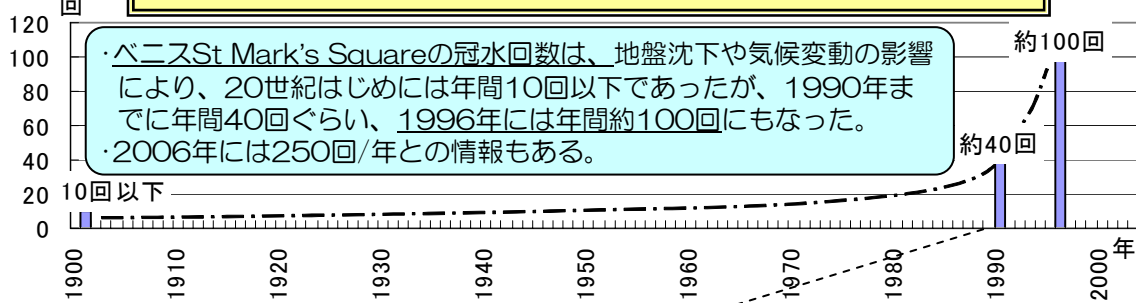 回
120
100
80
60
40
20
0
・ベニスSt Mark's Squareの冠水回数は、地盤沈下や気候変動の影響
により、20世紀はじめには年間10回以下であったが、1990年ま
でに年間40回ぐらい、1996年には年間約100回にもなった。
・2006年には250回/年との情報もある。
約100回
約40回
10回以下
1900
1910
1920
1930
1940
1950
1960
1970
1980
1990
2000
年